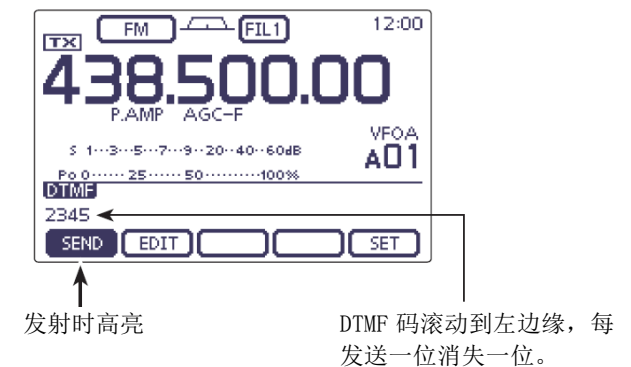 FM FIL1 12:00
TX
438.500.00
P.AMP AGC-F
VFOA
S 1···3···5···7···9··20··40··60dB
A01
Po 0······25······50··········100%
DTMF
2345
SEND EDIT SET
发射时高亮
DTMF 码滚动到左边缘，每
发送一位消失一位。